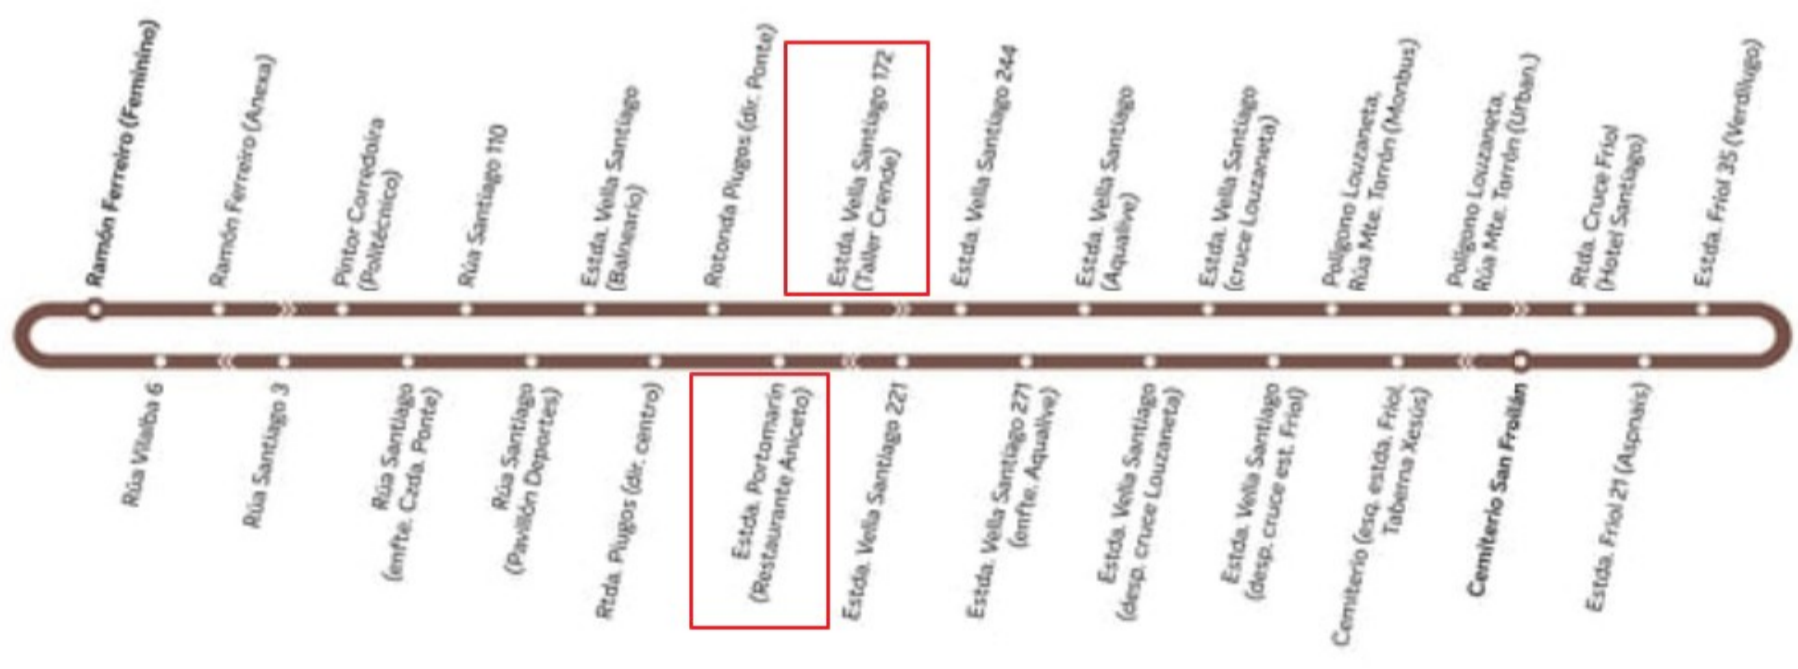 Ramón Ferreiro (Feminino)
Ramón Ferreiro (Anexa)
Pintor Corredoira
(Politécnico)
Rúa Santiago 110
Estda. Vella Santiago
(Balneario)
Rotonda Piugos (dir. Ponte)
Estda. Vella Santiago 172
(Taller Crende)
Estda. Vella Santiago 244
Estda. Vella Santiago
(Aqualive)
Estda. Vella Santiago
(cruce Louzaneta)
Polígono Louzaneta,
Rúa Mte. Torrón (Monbus)
Polígono Louzaneta,
Rúa Mte. Torrón (Urban.)
Rtda. Cruce Friol
(Hotel Santiago)
Estda. Friol 35 (Verdilugo)
Rúa Vilalba 6
Rúa Santiago 3
Rúa Santiago
(enfte. Czda. Ponte)
Rúa Santiago
(Pavillón Deportes)
Rtda. Piugos (dir. centro)
Estda. Portomarín
(Restaurante Aniceto)
Estda. Vella Santiago 221
Estda. Vella Santiago 271
(enfte. Aqualive)
Estda. Vella Santiago
(desp. cruce Louzaneta)
Estda. Vella Santiago
(desp. cruce est. Friol)
Cemiterio (esq. estda. Friol,
Taberna Xesús)
Cemiterio San Froilán
Estda. Friol 21 (Aspnais)